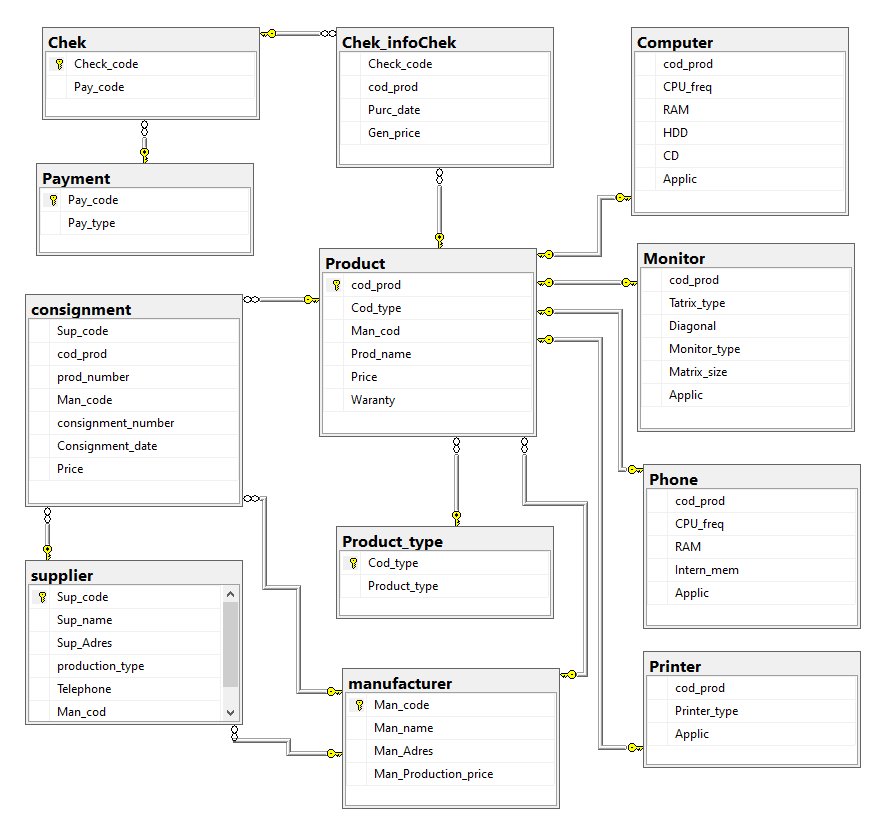 Chek
Check_code
Pay_code
Chek_infoChek
Check_code
cod_prod
Purc_date
Gen_price
Computer
cod_prod
CPU_freq
RAM
HDD
CD
Applic
Payment
Pay_code
Pay_type
Product
cod_prod
Cod_type
Man_cod
Prod_name
Price
Waranty
Monitor
cod_prod
Tatrix_type
Diagonal
Monitor_type
Matrix_size
Applic
consignment
Sup_code
cod_prod
prod_number
Man_code
consignment_number
Consignment_date
Price
Phone
cod_prod
CPU_freq
RAM
Intern_mem
Applic
Product_type
Cod_type
Product_type
supplier
Sup_code
Sup_name
Sup_Adres
production_type
Telephone
Man_cod
manufacturer
Man_code
Man_name
Man_Adres
Man_Production_price
Printer
cod_prod
Printer_type
Applic